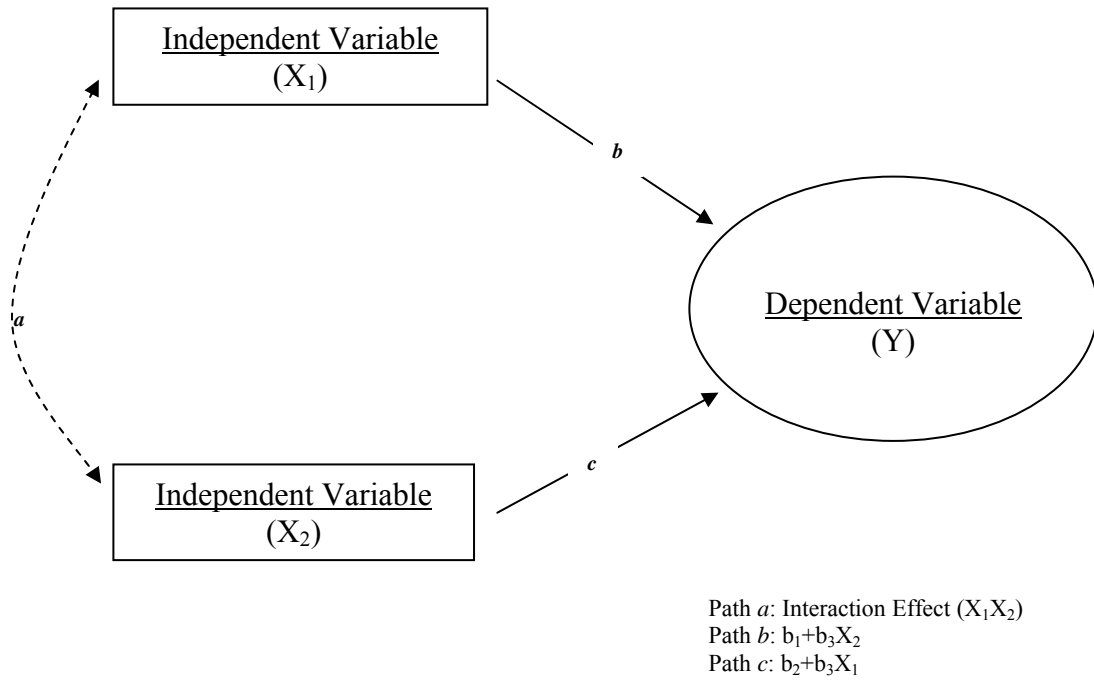 Independent Variable
(X₁)
b
a
Dependent Variable
(Y)
c
Independent Variable
(X₂)
Path a: Interaction Effect (X₁X₂)
Path b: b₁+b₃X₂
Path c: b₂+b₃X₁